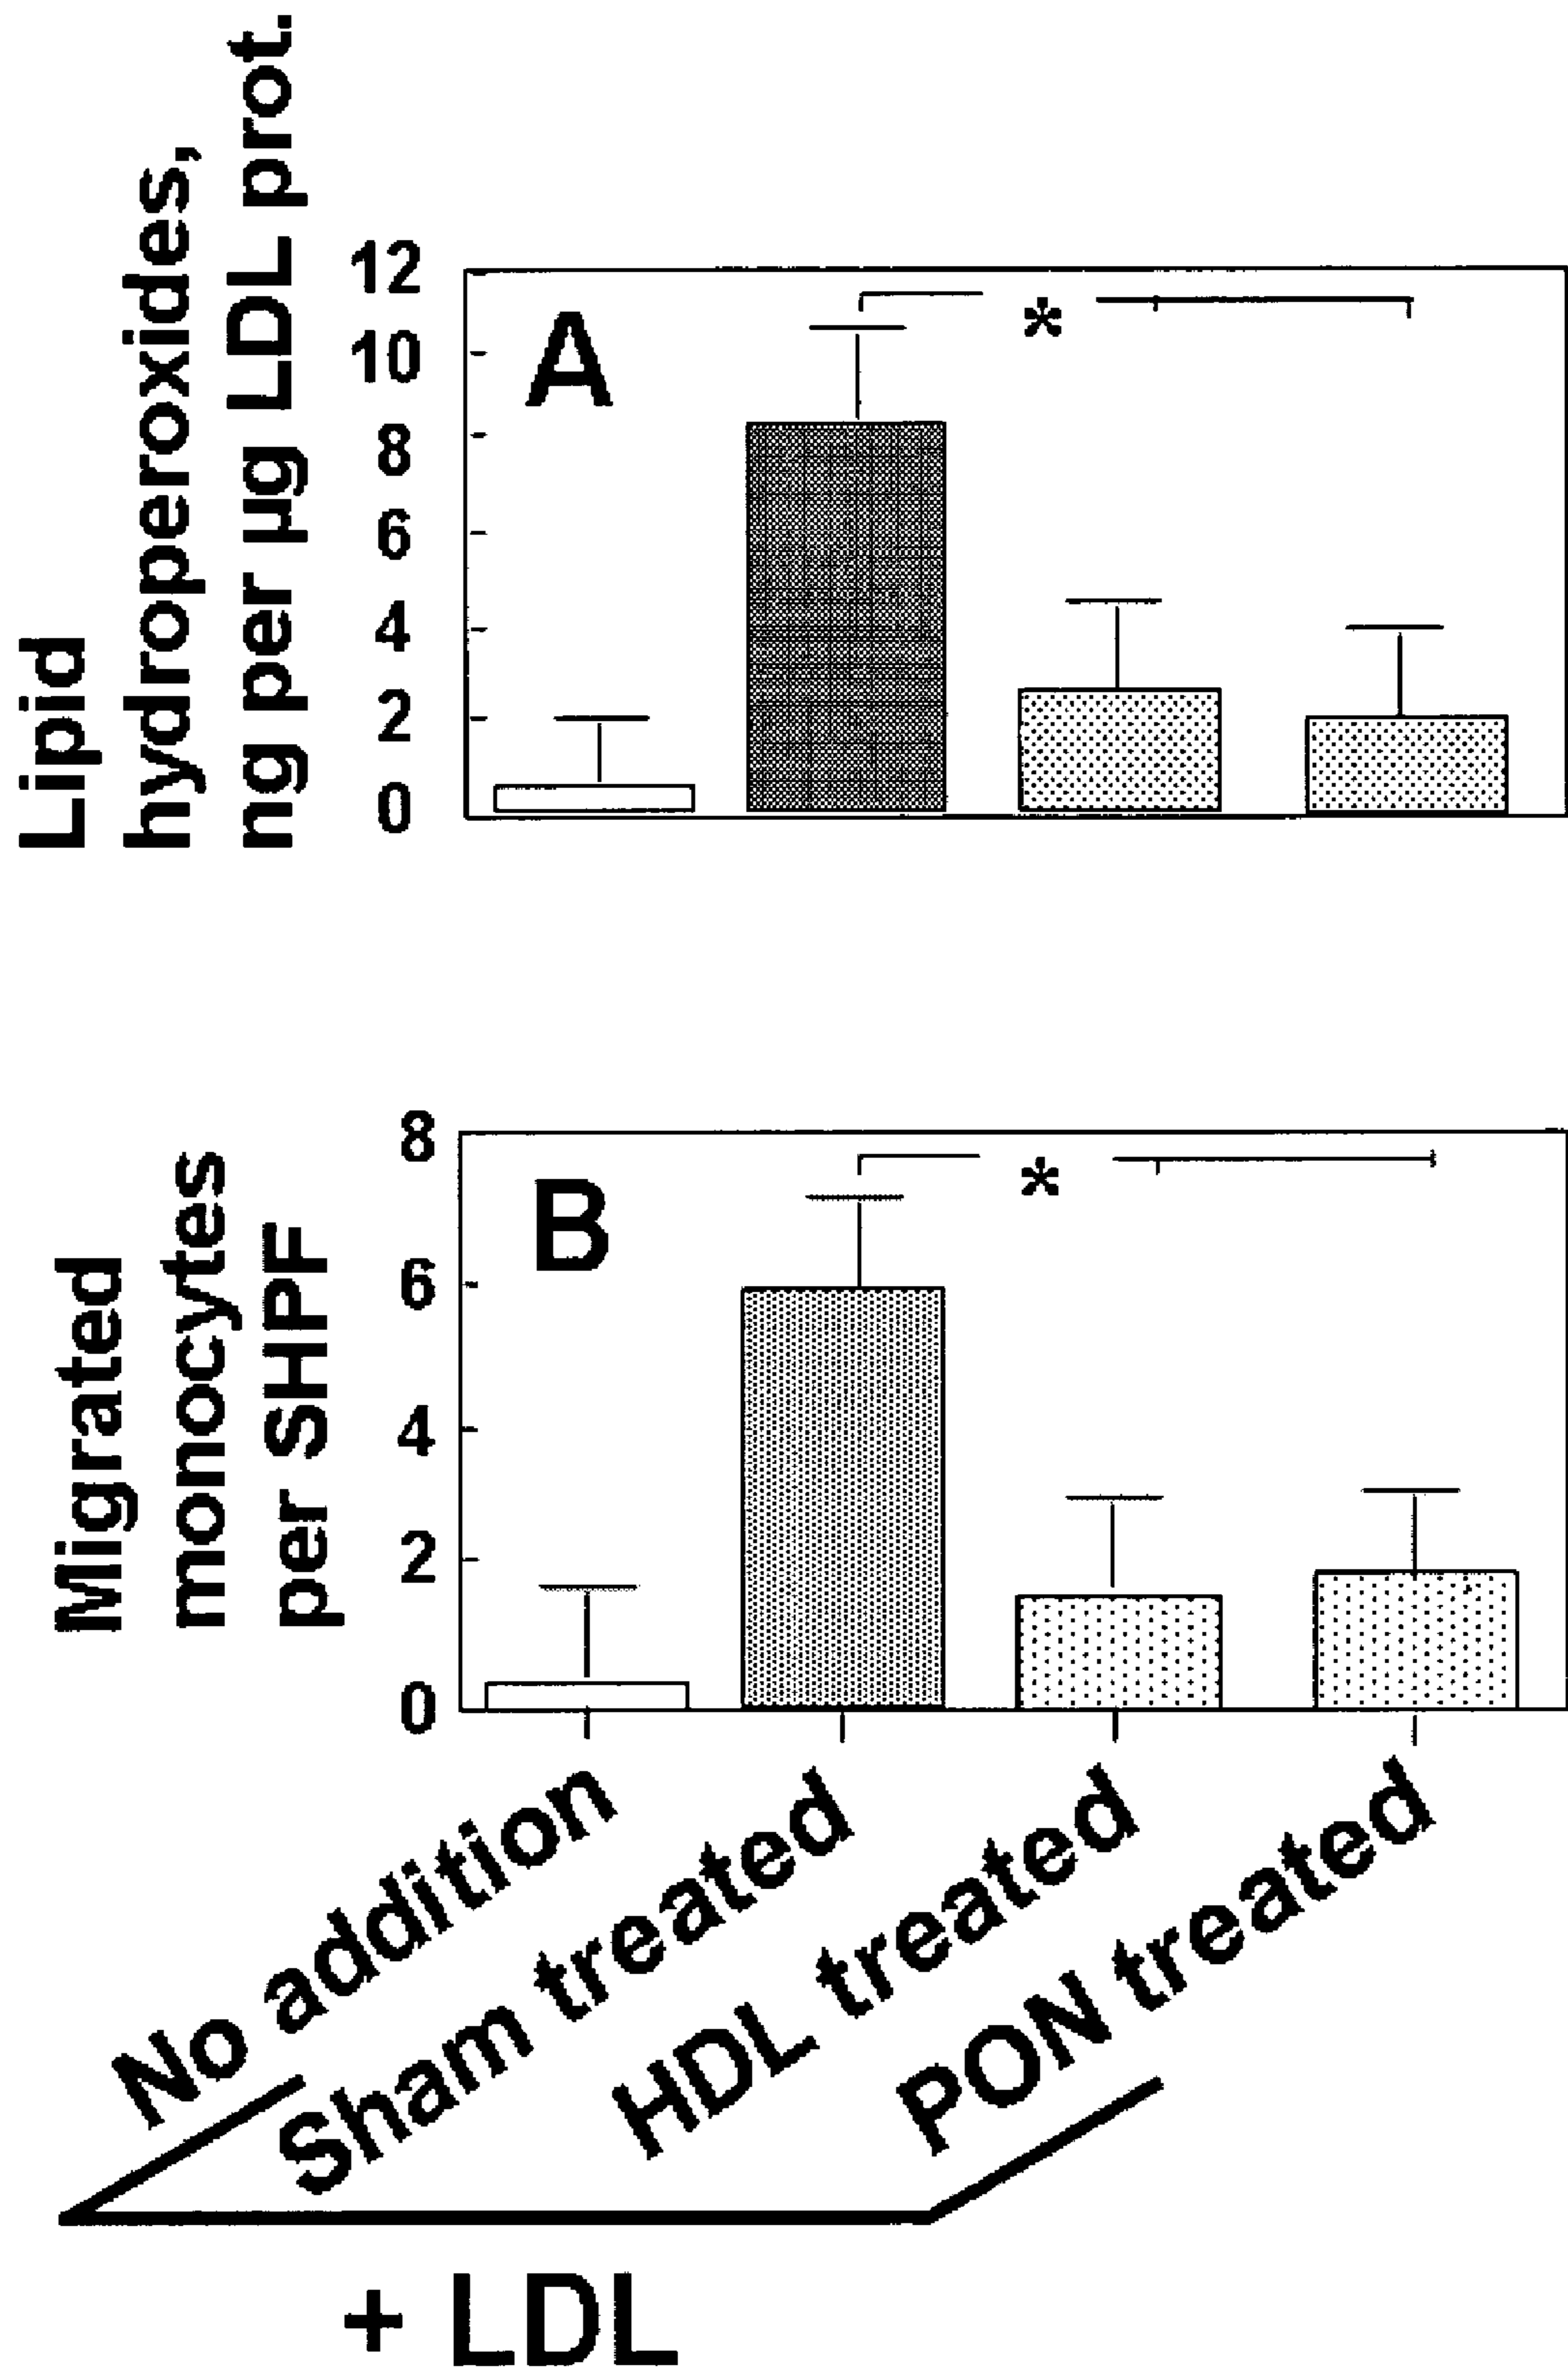 Lipid
hydroperoxides,
ng per µg LDL prot.
12
10
8
6
4
2
0
A
*
Migrated
monocytes
per SHPF
8
6
4
2
0
B
*
No addition
Sham treated
HDL treated
PON treated
+ LDL